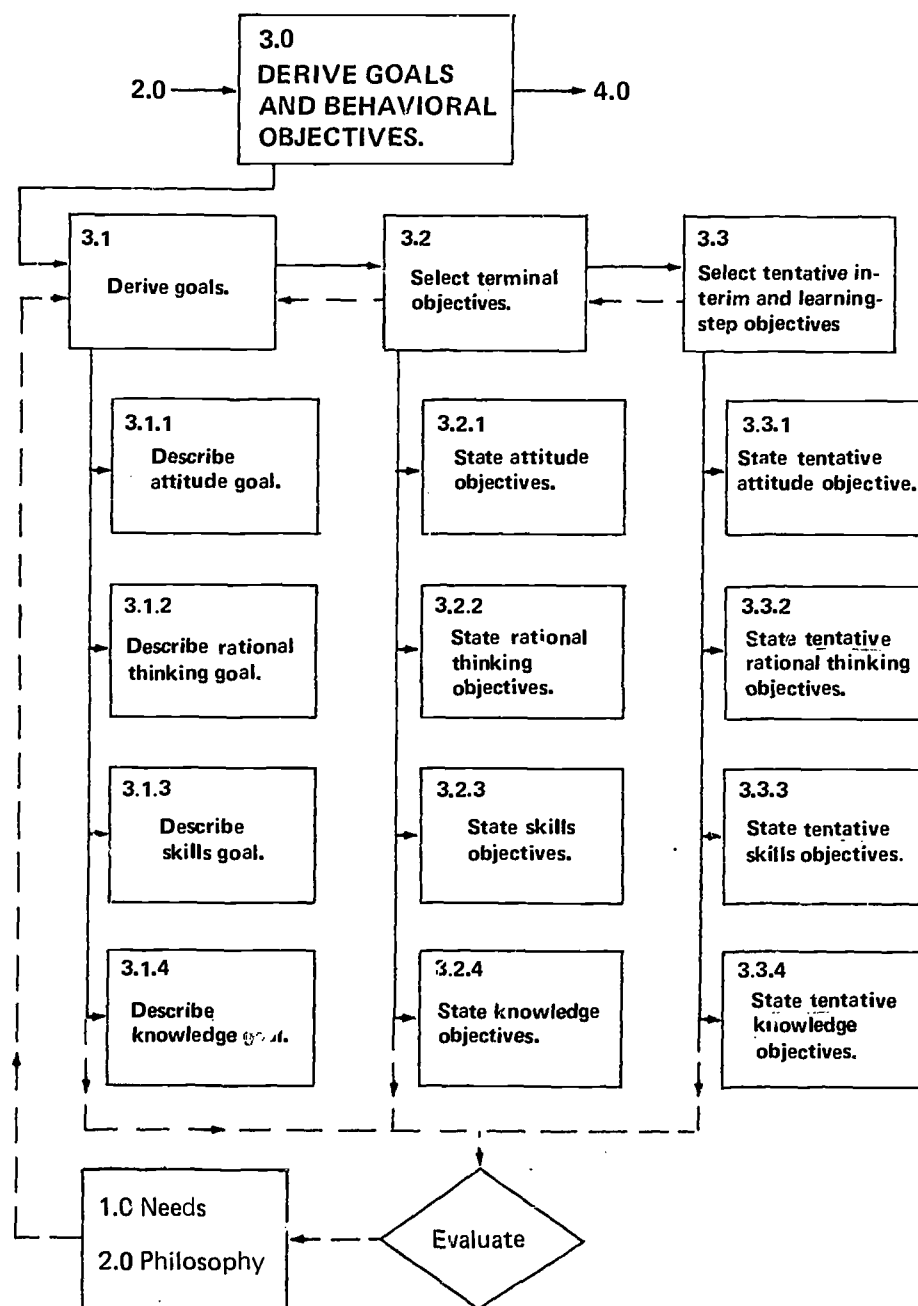 3.0
DERIVE GOALS
AND BEHAVIORAL
OBJECTIVES.
2.0
4.0
3.1
Derive goals.
3.2
Select terminal
objectives.
3.3
Select tentative in-
terim and learning-
step objectives
3.1.1
Describe
attitude goal.
3.2.1
State attitude
objectives.
3.3.1
State tentative
attitude objective.
3.1.2
Describe rational
thinking goal.
3.2.2
State rational
thinking
objectives.
3.3.2
State tentative
rational thinking
objectives.
3.1.3
Describe
skills goal.
3.2.3
State skills
objectives.
3.3.3
State tentative
skills objectives.
3.1.4
Describe
knowledge goal.
3.2.4
State knowledge
objectives.
3.3.4
State tentative
knowledge
objectives.
1.0 Needs
2.0 Philosophy
Evaluate